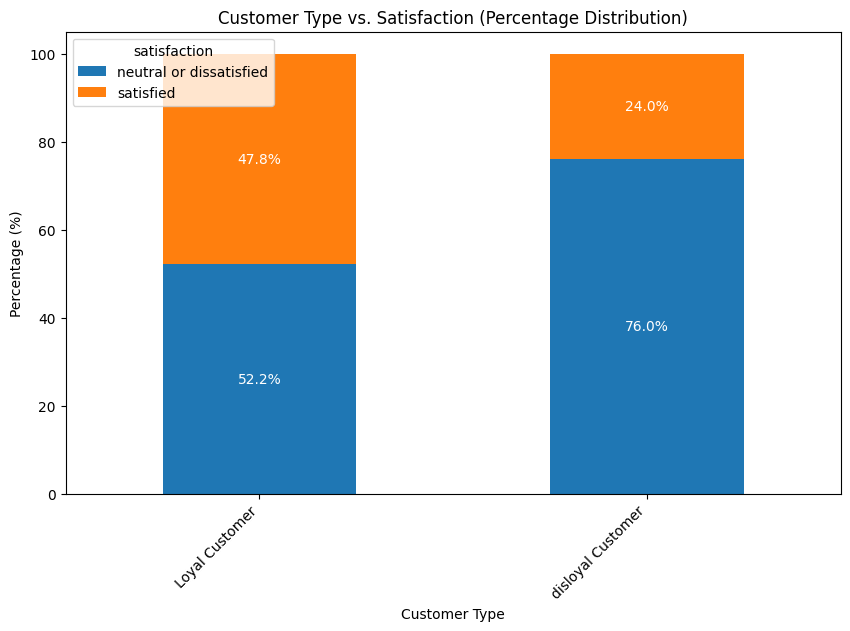 Customer Type vs. Satisfaction (Percentage Distribution)
satisfaction
neutral or dissatisfied
satisfied
Percentage (%)
100
80
60
40
20
0
47.8%
52.2%
24.0%
76.0%
Loyal Customer
disloyal Customer
Customer Type